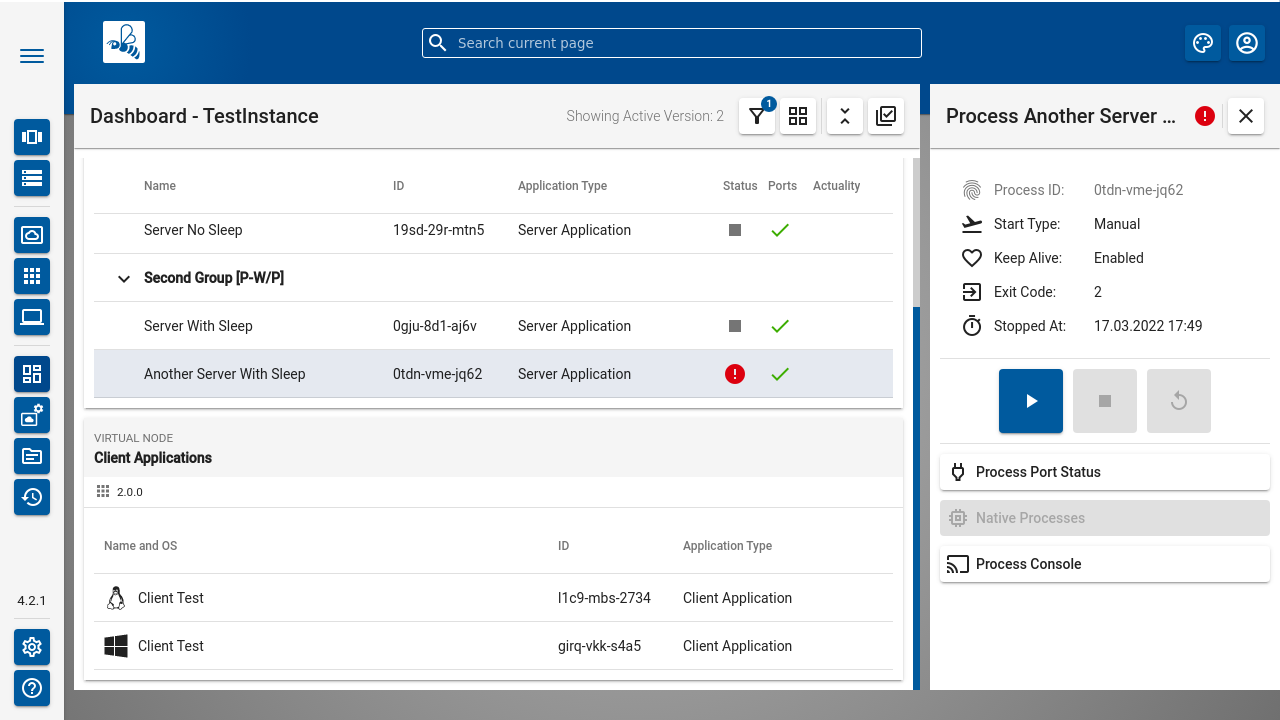 Search current page
Dashboard - TestInstance
Showing Active Version: 2
1
Name ID Application Type Status Ports Actuality
Server No Sleep 19sd-29r-mtn5 Server Application
Second Group [P-W/P]
Server With Sleep 0gju-8d1-aj6v Server Application
Another Server With Sleep 0tdn-vme-jq62 Server Application
VIRTUAL NODE
Client Applications
2.0.0
Name and OS ID Application Type
Client Test l1c9-mbs-2734 Client Application
Client Test girq-vkk-s4a5 Client Application
Process Another Server ...
Process ID: 0tdn-vme-jq62
Start Type: Manual
Keep Alive: Enabled
Exit Code: 2
Stopped At: 17.03.2022 17:49
Process Port Status
Native Processes
Process Console
4.2.1